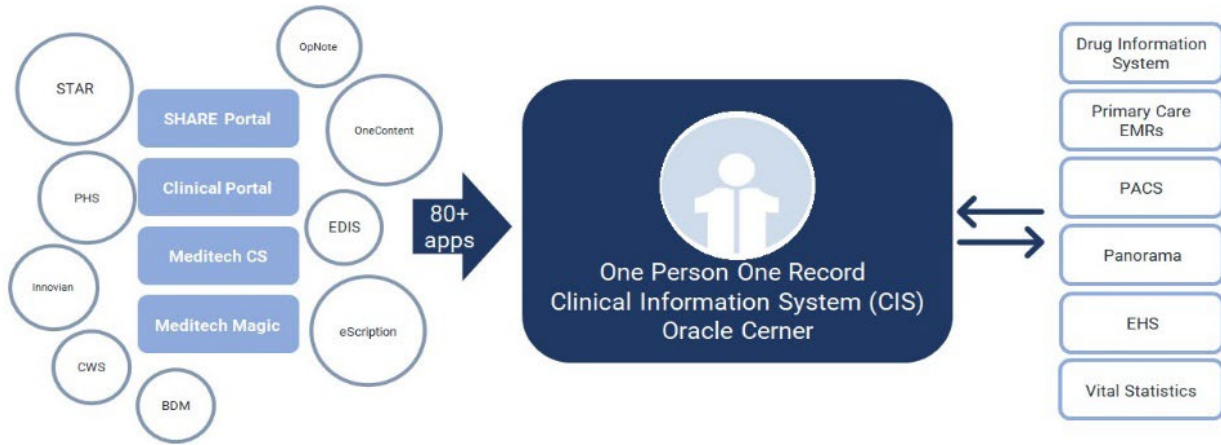 STAR
OpNote
SHARE Portal
OneContent
Clinical Portal
PHS
EDIS
Meditech CS
Innovian
Meditech Magic
eScription
CWS
BDM
80+
apps
One Person One Record
Clinical Information System (CIS)
Oracle Cerner
Drug Information
System
Primary Care
EMRs
PACS
Panorama
EHS
Vital Statistics